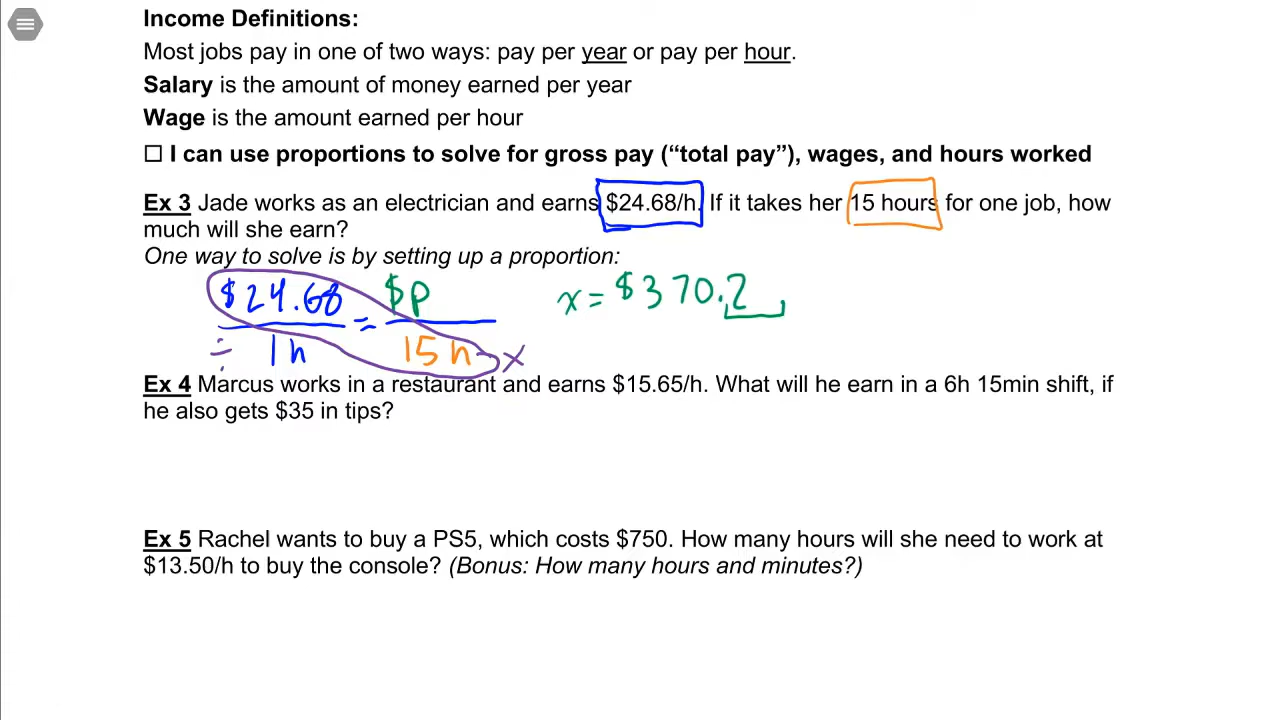 Income Definitions:
Most jobs pay in one of two ways: pay per year or pay per hour.
Salary is the amount of money earned per year
Wage is the amount earned per hour
☐ I can use proportions to solve for gross pay (“total pay”), wages, and hours worked
Ex 3 Jade works as an electrician and earns $24.68/h. If it takes her 15 hours for one job, how
much will she earn?
One way to solve is by setting up a proportion:
$24.68 = $p x = $370.2
÷ 1h 15 h x
Ex 4 Marcus works in a restaurant and earns $15.65/h. What will he earn in a 6h 15min shift, if
he also gets $35 in tips?
Ex 5 Rachel wants to buy a PS5, which costs $750. How many hours will she need to work at
$13.50/h to buy the console? (Bonus: How many hours and minutes?)